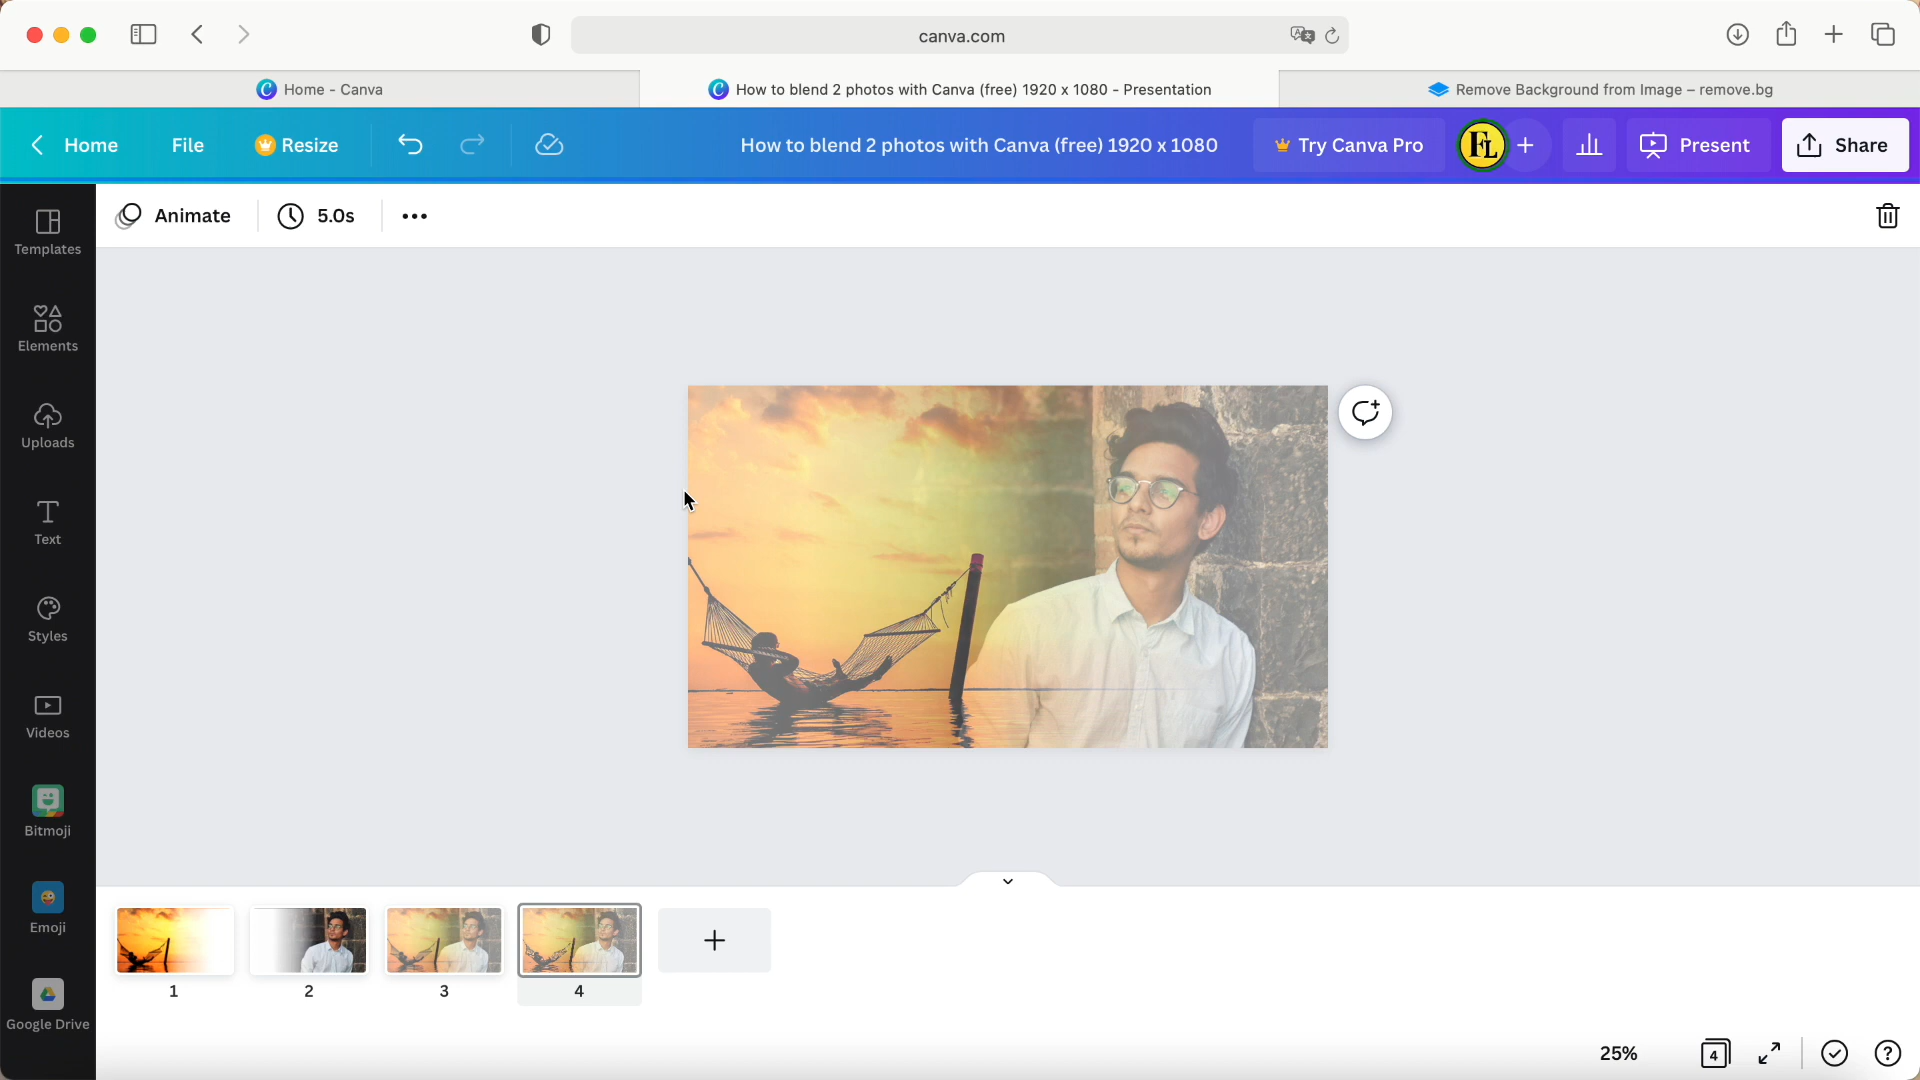 canva.com
Home - Canva
How to blend 2 photos with Canva (free) 1920 x 1080 - Presentation
Remove Background from Image – remove.bg
Home
File
Resize
How to blend 2 photos with Canva (free) 1920 x 1080
Try Canva Pro
FL
Present
Share
Templates
Animate
5.0s
Elements
Uploads
Text
Styles
Videos
Bitmoji
Emoji
Google Drive
1
2
3
4
25%
4